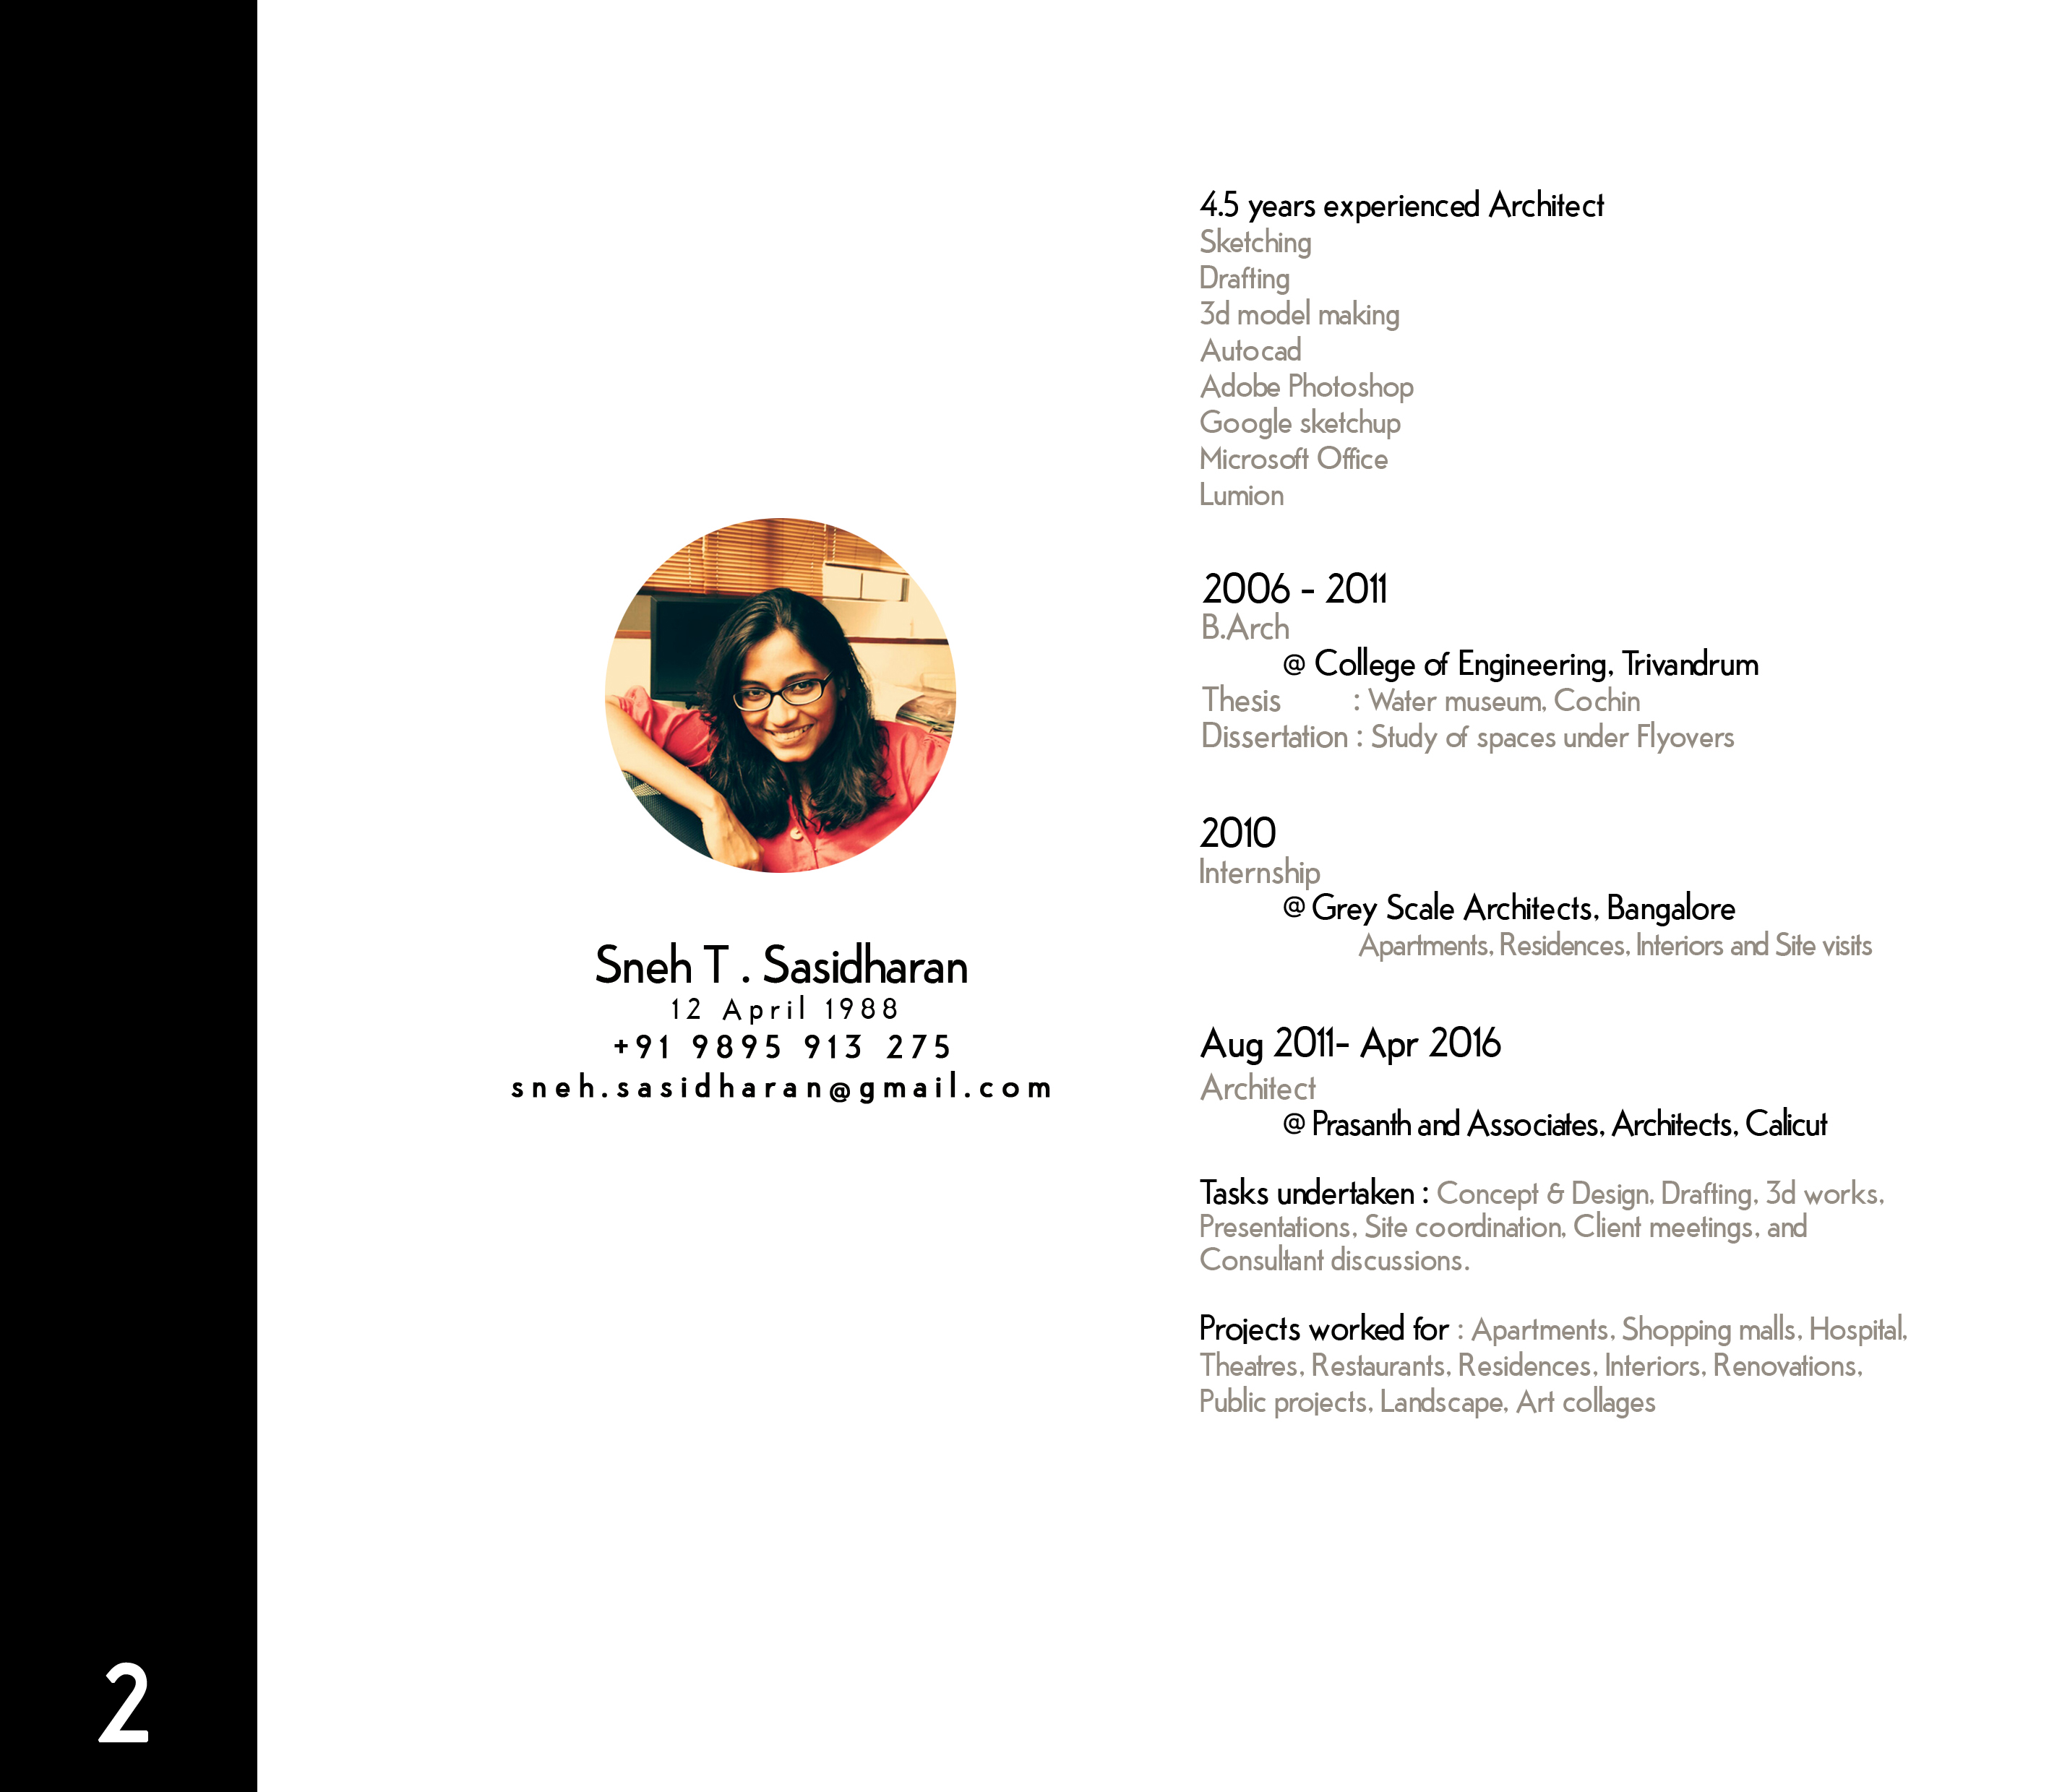 Sneh T . Sasidharan
12 April 1988
+91 9895 913 275
sneh.sasidharan@gmail.com
4.5 years experienced Architect
Sketching
Drafting
3d model making
Autocad
Adobe Photoshop
Google sketchup
Microsoft Office
Lumion
2006 - 2011
B.Arch
@ College of Engineering, Trivandrum
Thesis : Water museum, Cochin
Dissertation : Study of spaces under Flyovers
2010
Internship
@ Grey Scale Architects, Bangalore
Apartments, Residences, Interiors and Site visits
Aug 2011- Apr 2016
Architect
@ Prasanth and Associates, Architects, Calicut
Tasks undertaken : Concept & Design, Drafting, 3d works,
Presentations, Site coordination, Client meetings, and
Consultant discussions.
Projects worked for : Apartments, Shopping malls, Hospital,
Theatres, Restaurants, Residences, Interiors, Renovations,
Public projects, Landscape, Art collages
2